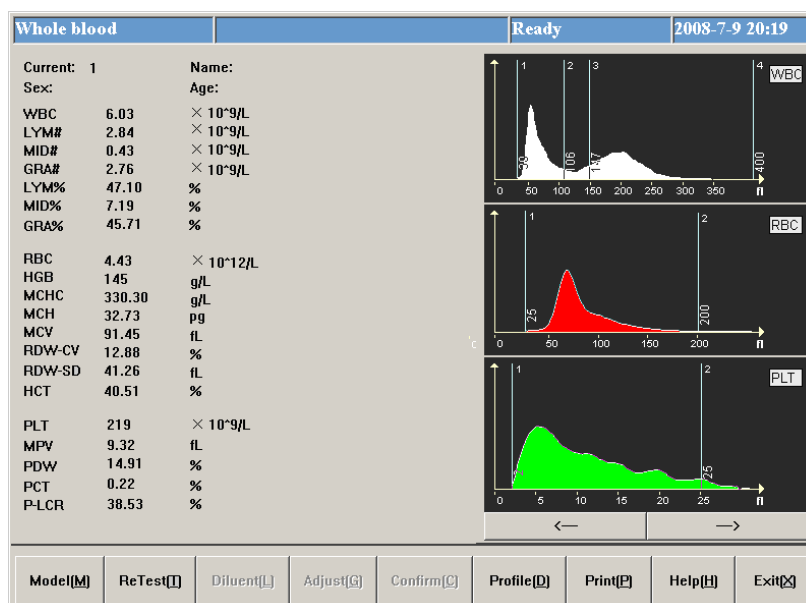 Whole blood Ready 2008-7-9 20:19
Current: 1 Name:
Sex: Age:
WBC 6.03 ×10^9/L
LYM# 2.84 ×10^9/L
MID# 0.43 ×10^9/L
GRA# 2.76 ×10^9/L
LYM% 47.10 %
MID% 7.19 %
GRA% 45.71 %
RBC 4.43 ×10^12/L
HGB 145 g/L
MCHC 330.30 g/L
MCH 32.73 pg
MCV 91.45 fL
RDW-CV 12.88 %
RDW-SD 41.26 fL
HCT 40.51 %
PLT 219 ×10^9/L
MPV 9.32 fL
PDW 14.91 %
PCT 0.22 %
P-LCR 38.53 %
1 2 3 4 WBC
106 147 400
0 50 100 150 200 250 300 350 fl
1 2 RBC
25 200
0 50 100 150 200 fl
1 2 PLT
25
0 5 10 15 20 25 fl
<— —>
Model[M] ReTest[T] Diluent[L] Adjust[G] Confirm[C] Profile[D] Print[P] Help[H] Exit[X]